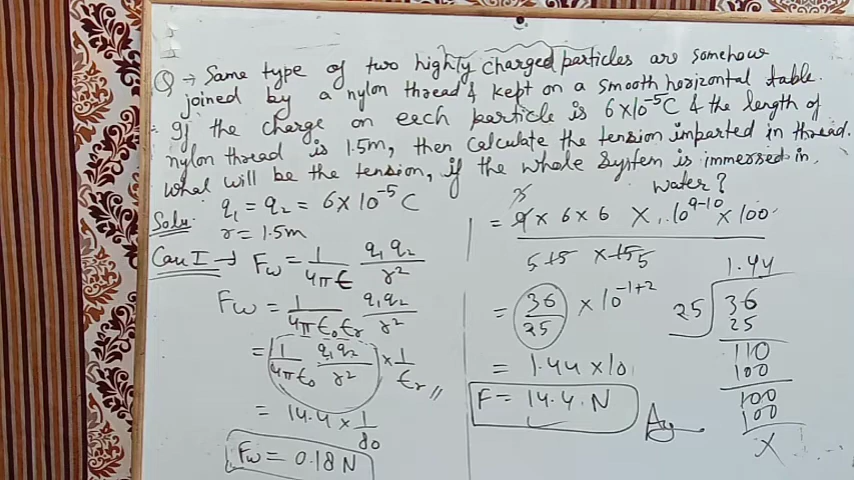 Q → Same type of two highly charged particles are somehow
joined by a nylon thread & kept on a smooth horizontal table.
If the charge on each particle is 6×10⁻⁵C & the length of
nylon thread is 1.5m, then calculate the tension imparted in thread.
what will be the tension, if the whole system is immersed in
water?
Soln. q₁ = q₂ = 6×10⁻⁵ C
r = 1.5m
Case I → Fw = 1/4πϵ q₁q₂/r²
Fw = 1/4πϵ₀ϵr q₁q₂/r²
= 1/4πϵ₀ q₁q₂/r² × 1/ϵr //
= 14.4 × 1/80
Fw = 0.18 N
= 9 × 6 × 6 × 10⁹⁻¹⁰ × 100
15 × 15
= 36/25 × 10⁻¹⁺²
= 1.44 × 10
F = 14.4 N
1.44
25 36
25
110
100
100
100
×